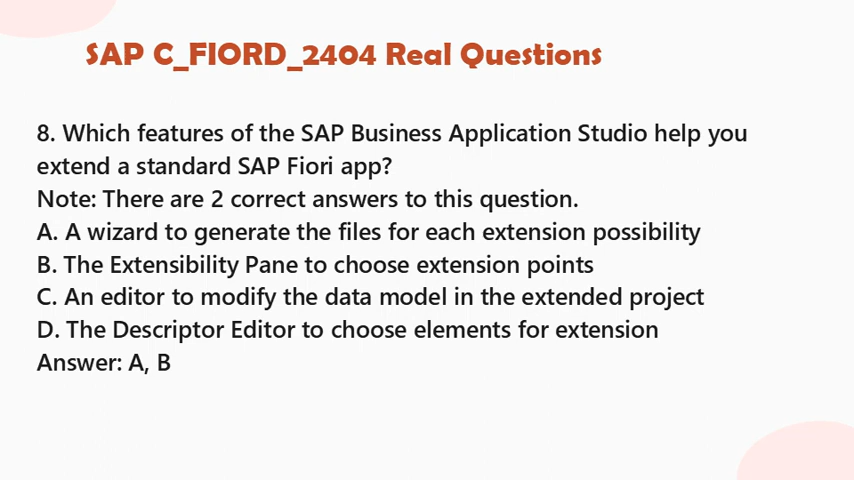 SAP C_FIORD_2404 Real Questions
8. Which features of the SAP Business Application Studio help you
extend a standard SAP Fiori app?
Note: There are 2 correct answers to this question.
A. A wizard to generate the files for each extension possibility
B. The Extensibility Pane to choose extension points
C. An editor to modify the data model in the extended project
D. The Descriptor Editor to choose elements for extension
Answer: A, B